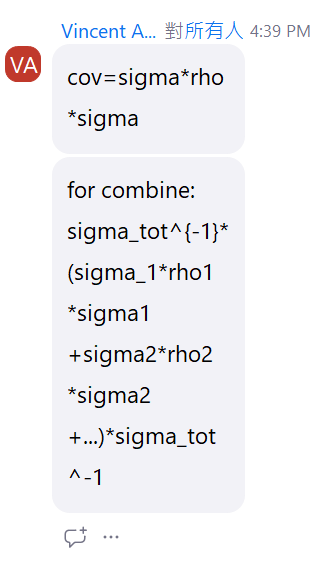 Vincent A... 對所有人 4:39 PM
VA
cov=sigma*rho
*sigma
for combine:
sigma_tot^{-1}*
(sigma_1*rho1
*sigma1
+sigma2*rho2
*sigma2
+...)*sigma_tot
^-1